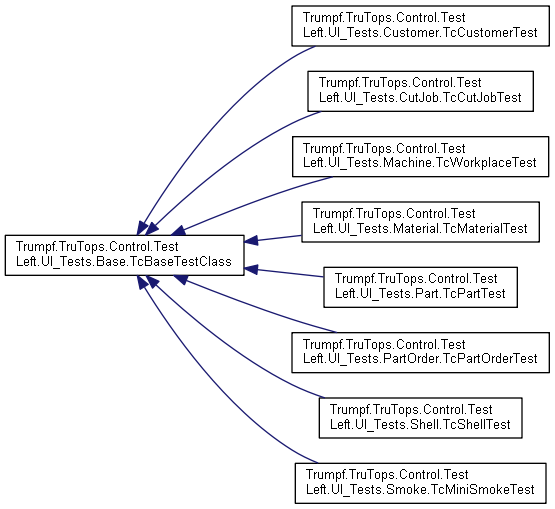 Trumpf.TruTops.Control.Test
Left.UI_Tests.Customer.TcCustomerTest
Trumpf.TruTops.Control.Test
Left.UI_Tests.CutJob.TcCutJobTest
Trumpf.TruTops.Control.Test
Left.UI_Tests.Machine.TcWorkplaceTest
Trumpf.TruTops.Control.Test
Left.UI_Tests.Material.TcMaterialTest
Trumpf.TruTops.Control.Test
Left.UI_Tests.Base.TcBaseTestClass
Trumpf.TruTops.Control.Test
Left.UI_Tests.Part.TcPartTest
Trumpf.TruTops.Control.Test
Left.UI_Tests.PartOrder.TcPartOrderTest
Trumpf.TruTops.Control.Test
Left.UI_Tests.Shell.TcShellTest
Trumpf.TruTops.Control.Test
Left.UI_Tests.Smoke.TcMiniSmokeTest